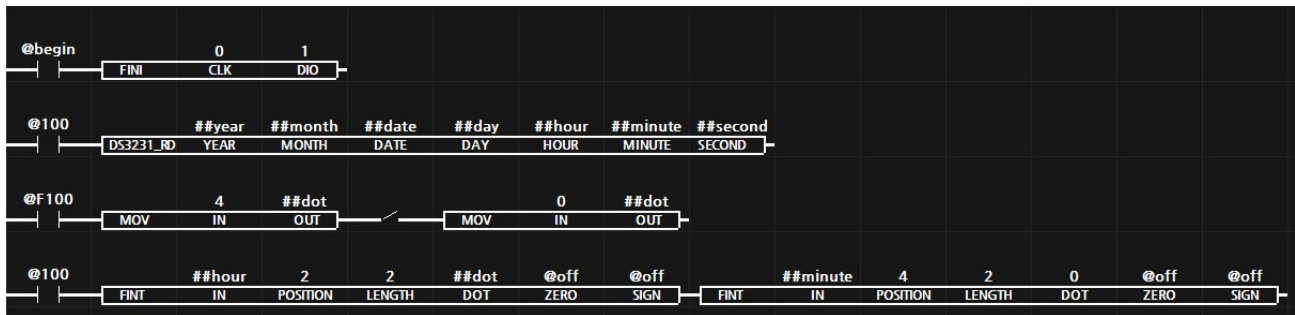 @begin 0 1
FINI CLK DIO
@100 ##year ##month ##date ##day ##hour ##minute ##second
DS3231_RD YEAR MONTH DATE DAY HOUR MINUTE SECOND
@F100 4 ##dot 0 ##dot
MOV IN OUT MOV IN OUT
@100 ##hour 2 2 ##dot @off @off ##minute 4 2 0 @off @off
FINT IN POSITION LENGTH DOT ZERO SIGN FINT IN POSITION LENGTH DOT ZERO SIGN